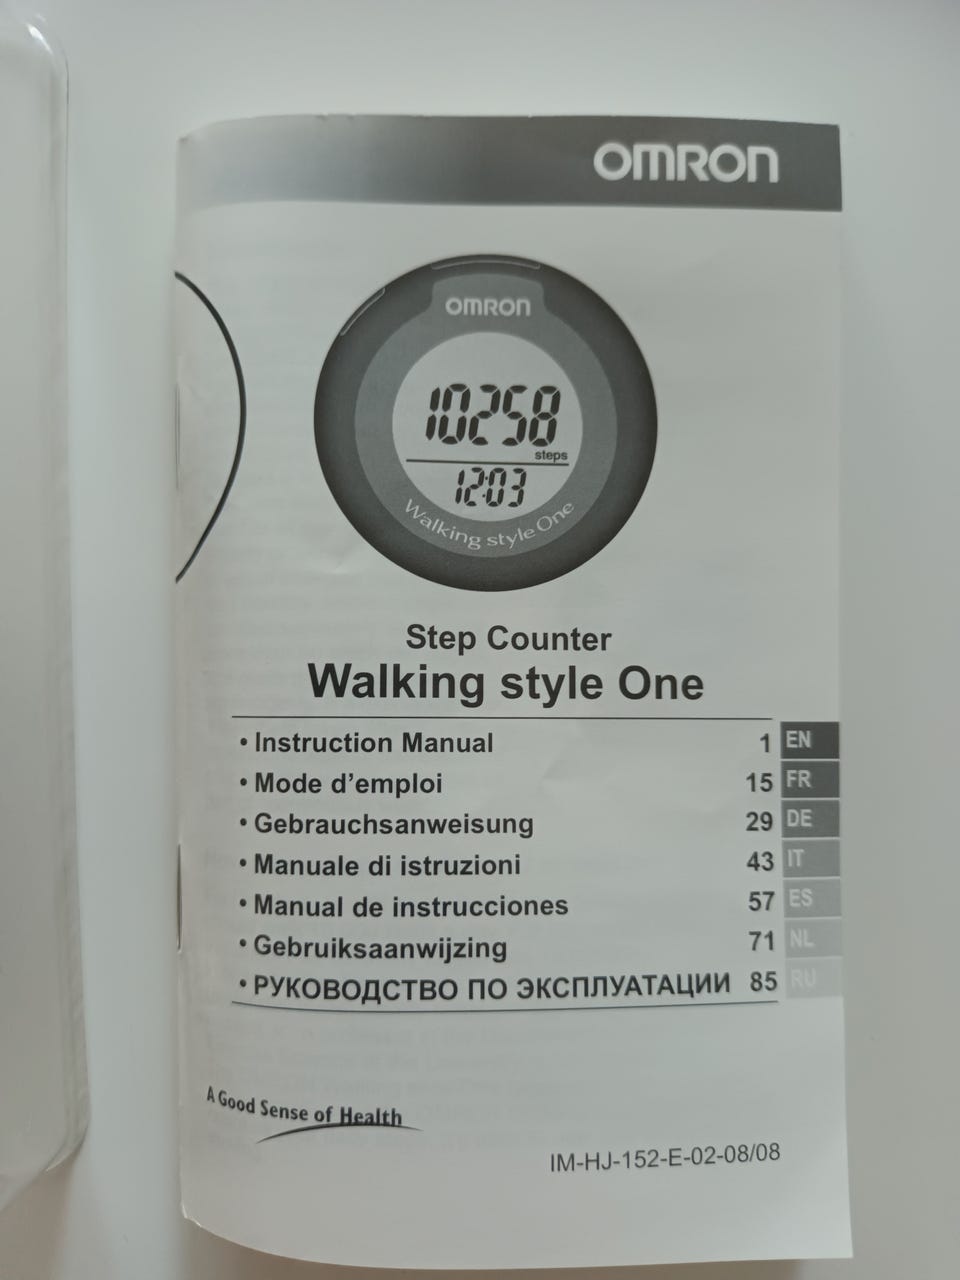 OMRON
OMRON
10258
steps
12:03
Walking style One
Step Counter
Walking style One
• Instruction Manual 1 EN
• Mode d'emploi 15 FR
• Gebrauchsanweisung 29 DE
• Manuale di istruzioni 43 IT
• Manual de instrucciones 57 ES
• Gebruiksaanwijzing 71 NL
• РУКОВОДСТВО ПО ЭКСПЛУАТАЦИИ 85 RU
A Good Sense of Health
IM-HJ-152-E-02-08/08